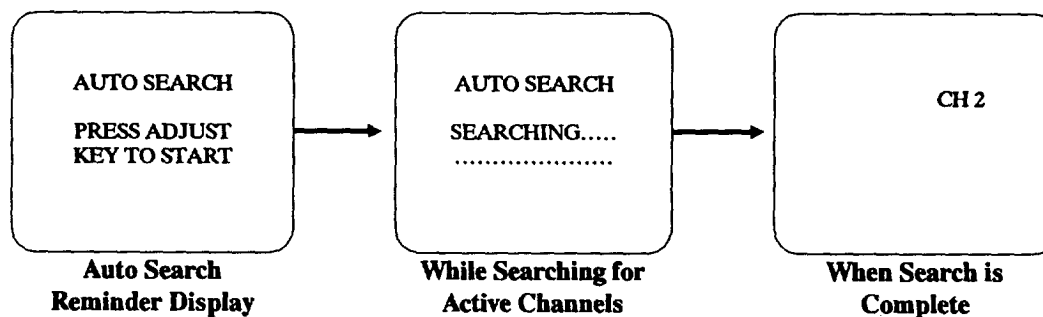 AUTO SEARCH
PRESS ADJUST
KEY TO START
Auto Search
Reminder Display
AUTO SEARCH
SEARCHING.....
.....................
While Searching for
Active Channels
CH 2
When Search is
Complete